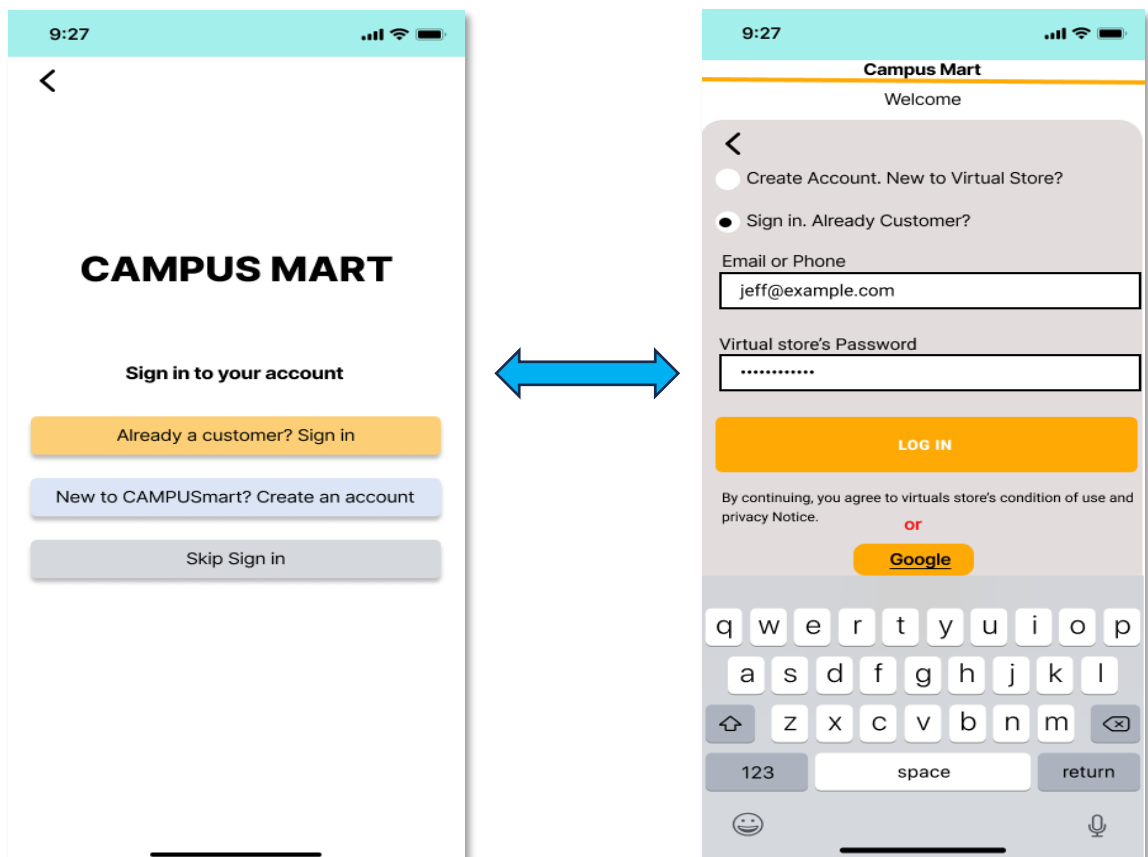 9:27
CAMPUS MART
Sign in to your account
Already a customer? Sign in
New to CAMPUSmart? Create an account
Skip Sign in
9:27
Campus Mart
Welcome
Create Account. New to Virtual Store?
Sign in. Already Customer?
Email or Phone
jeff@example.com
Virtual store's Password
••••••••••••
LOG IN
By continuing, you agree to virtuals store's condition of use and
privacy Notice.
or
Google
q w e r t y u i o p
a s d f g h j k l
z x c v b n m
123 space return